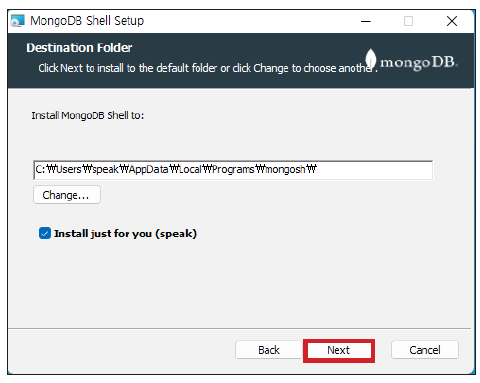 MongoDB Shell Setup
Destination Folder
Click Next to install to the default folder or click Change to choose another.
mongoDB.
Install MongoDB Shell to:
C:₩Users₩speak₩AppData₩Local₩Programs₩mongosh₩
Change...
Install just for you (speak)
Back
Next
Cancel